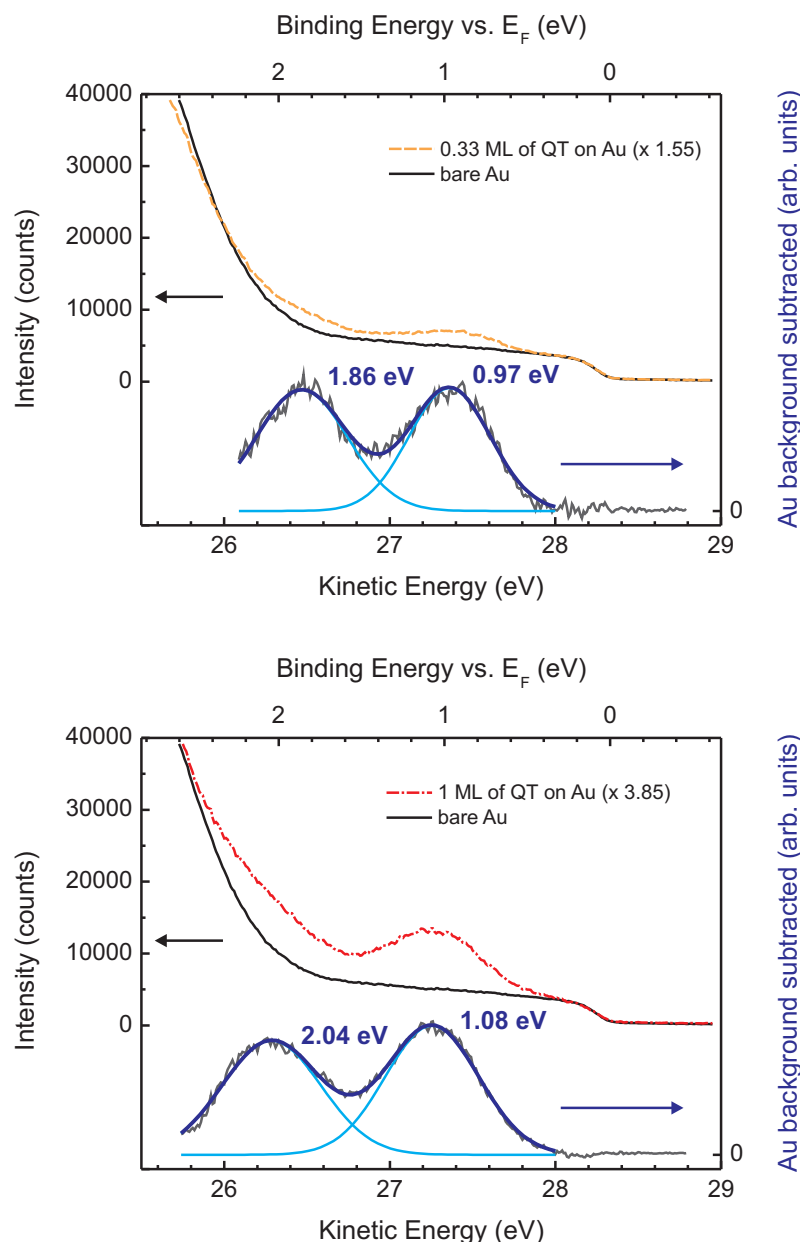 Binding Energy vs. E_F (eV)
2 1 0
40000
30000
20000
10000
0
Intensity (counts)
0.33 ML of QT on Au (x 1.55)
bare Au
1.86 eV
0.97 eV
0
Au background subtracted (arb. units)
26 27 28 29
Kinetic Energy (eV)
Binding Energy vs. E_F (eV)
2 1 0
40000
30000
20000
10000
0
Intensity (counts)
1 ML of QT on Au (x 3.85)
bare Au
2.04 eV
1.08 eV
0
Au background subtracted (arb. units)
26 27 28 29
Kinetic Energy (eV)